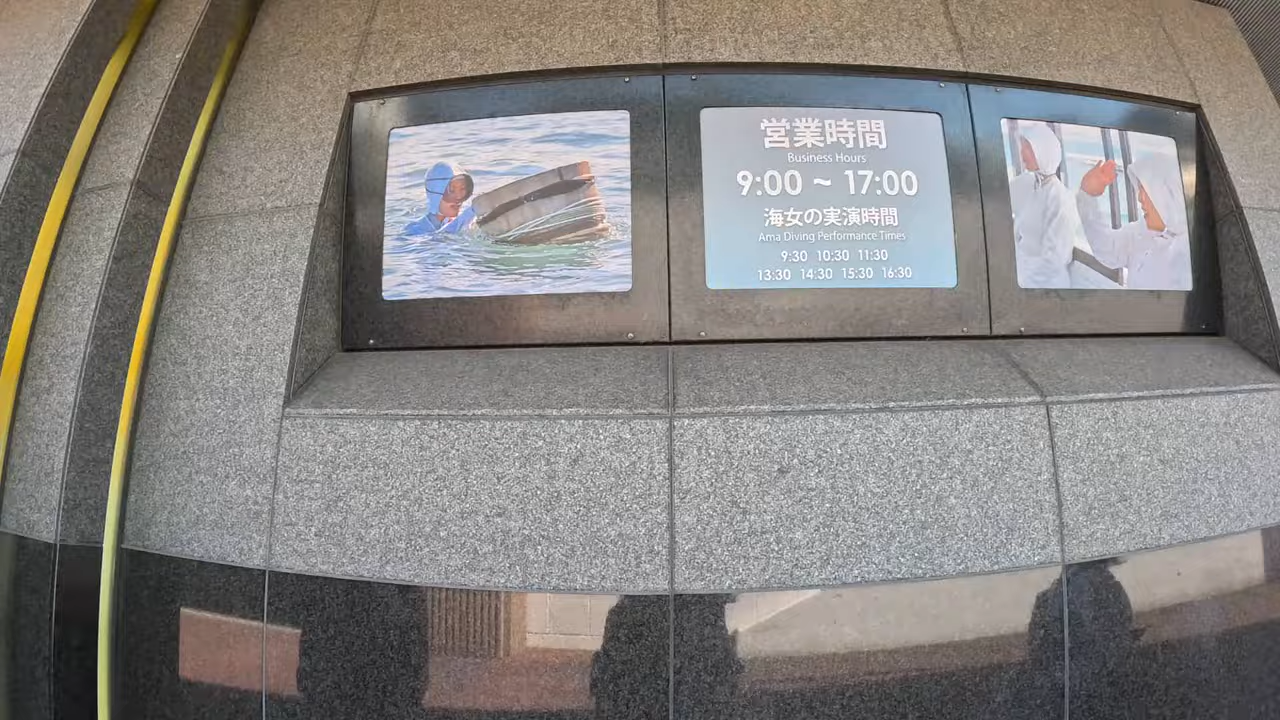 営業時間
Business Hours
9:00 ~ 17:00
海女の実演時間
Ama Diving Performance Times
9:30 10:30 11:30
13:30 14:30 15:30 16:30